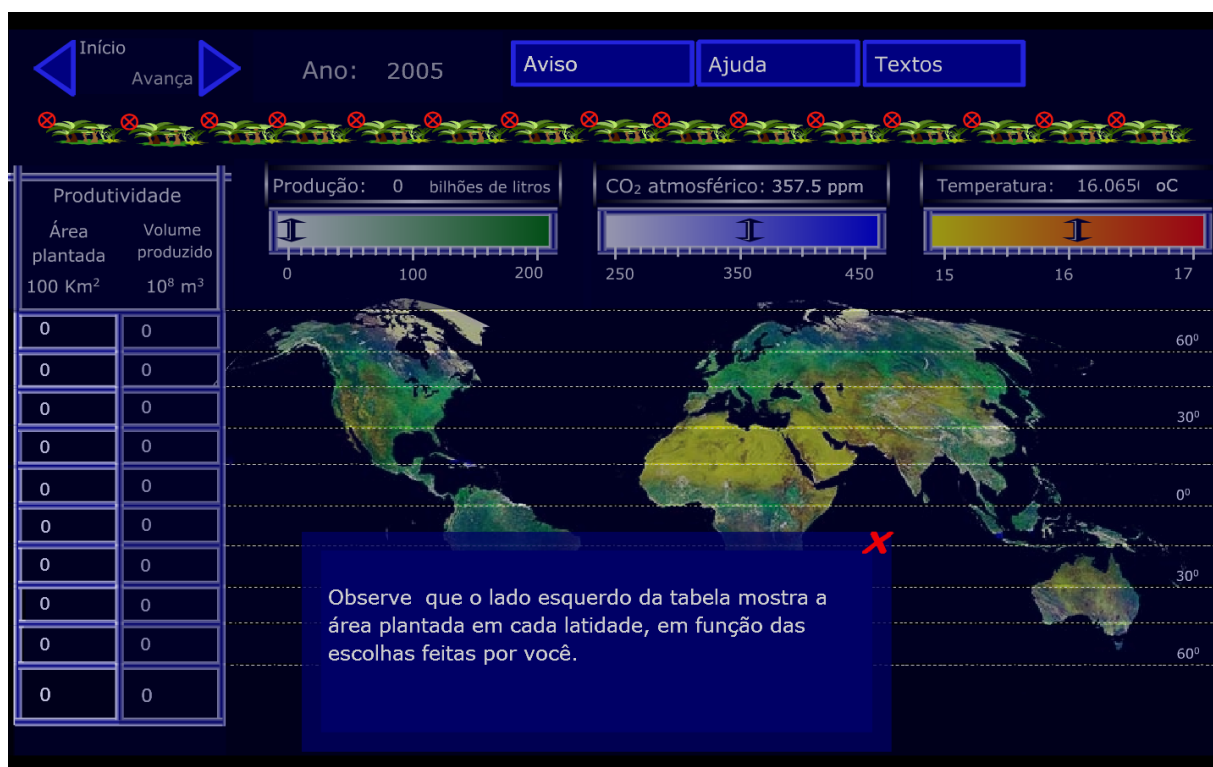 Início
Avança
Ano: 2005
Aviso
Ajuda
Textos
Produtividade
Área plantada
Volume produzido
100 Km²
10⁸ m³
Produção: 0 bilhões de litros
0 100 200
CO₂ atmosférico: 357.5 ppm
250 350 450
Temperatura: 16.065 oC
15 16 17
0 0
0 0
0 0
0 0
0 0
0 0
0 0
0 0
0 0
0 0
60⁰
30⁰
0⁰
30⁰
60⁰
X
Observe que o lado esquerdo da tabela mostra a
área plantada em cada latidade, em função das
escolhas feitas por você.